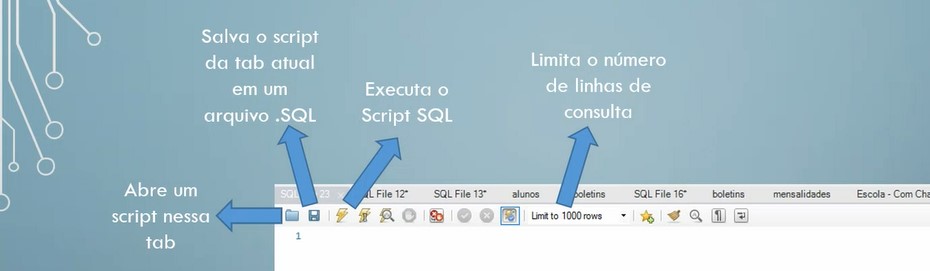 Salva o script
da tab atual
em um
arquivo .SQL
Executa o
Script SQL
Limita o número
de linhas de
consulta
Abre um
script nessa
tab
23 SQL File 12* SQL File 13* alunos boletins SQL File 16* boletins mensalidades Escola - Com Cha
Limit to 1000 rows
1